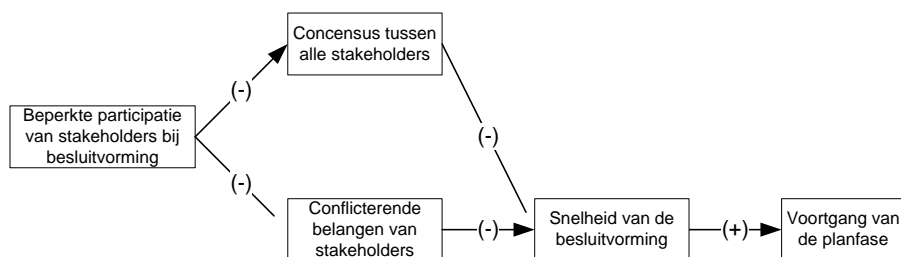 Concensus tussen
alle stakeholders
(-)
(-)
Beperkte participatie
van stakeholders bij
besluitvorming
(-)
Conflicterende
belangen van
stakeholders
(-)
Snelheid van de
besluitvorming
(+)
Voortgang van
de planfase